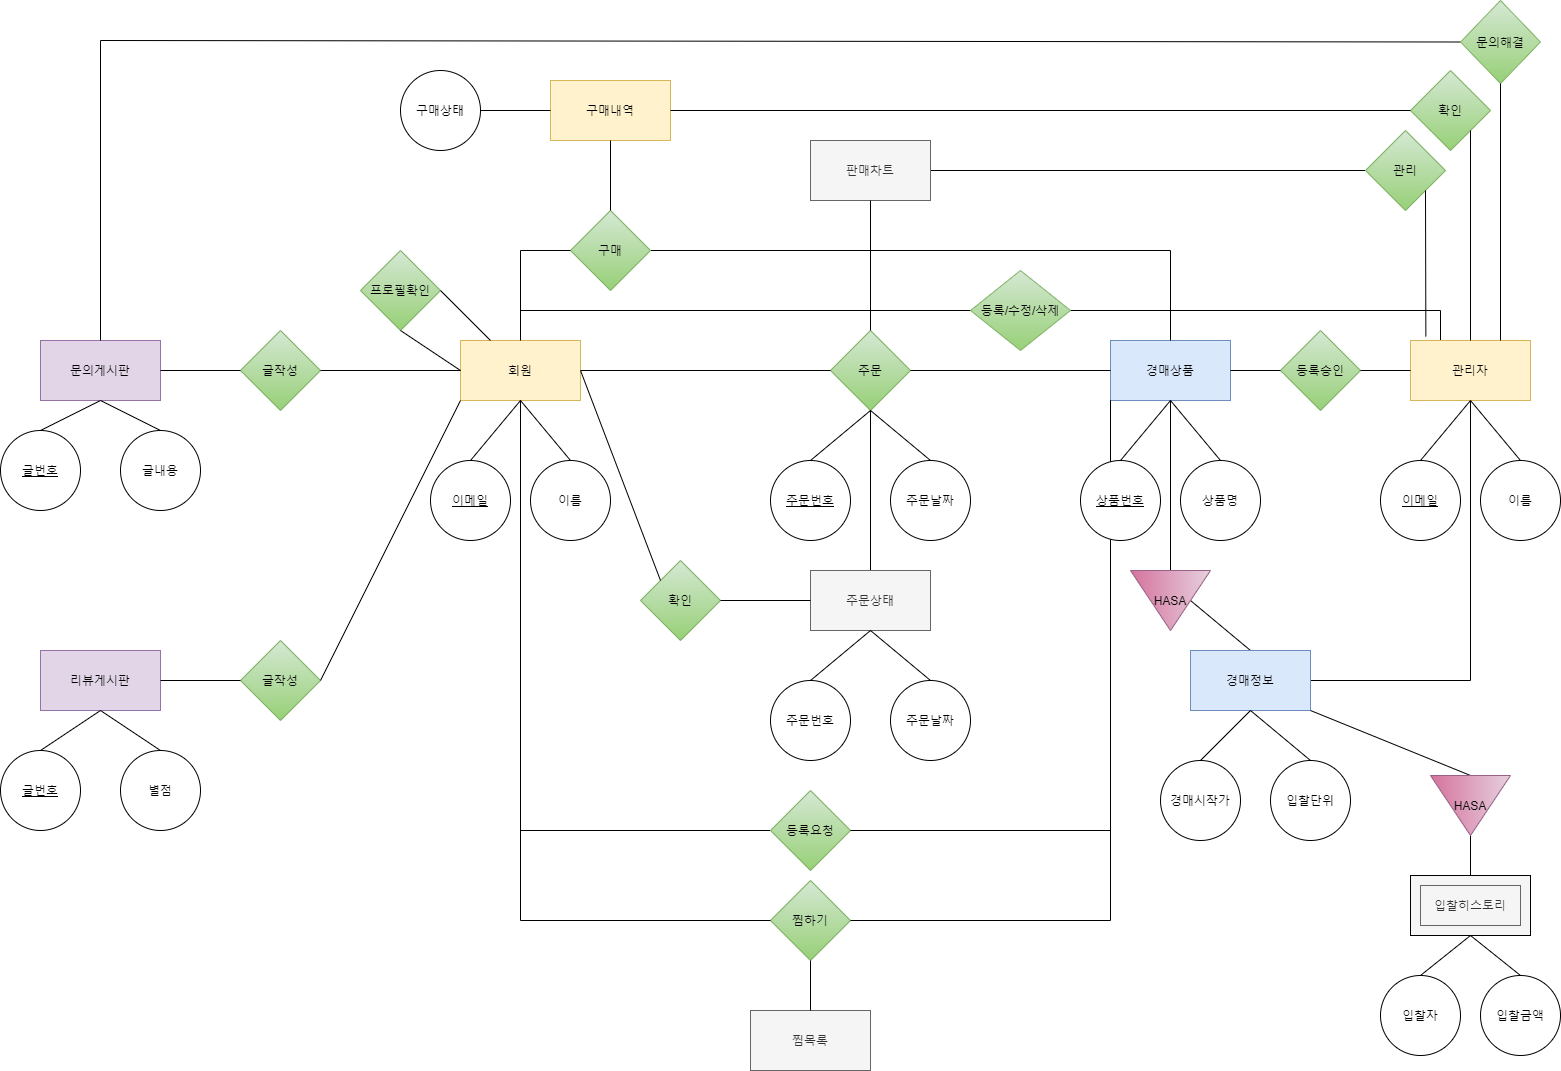 문의해결
구매상태
구매내역
확인
판매차트
관리
구매
프로필확인
등록/수정/삭제
문의게시판
글작성
회원
주문
경매상품
등록승인
관리자
글번호
글내용
이메일
이름
주문번호
주문날짜
상품번호
상품명
이메일
이름
확인
주문상태
HASA
리뷰게시판
글작성
경매정보
주문번호
주문날짜
글번호
별점
경매시작가
입찰단위
HASA
등록요청
찜하기
입찰히스토리
입찰자
입찰금액
찜목록